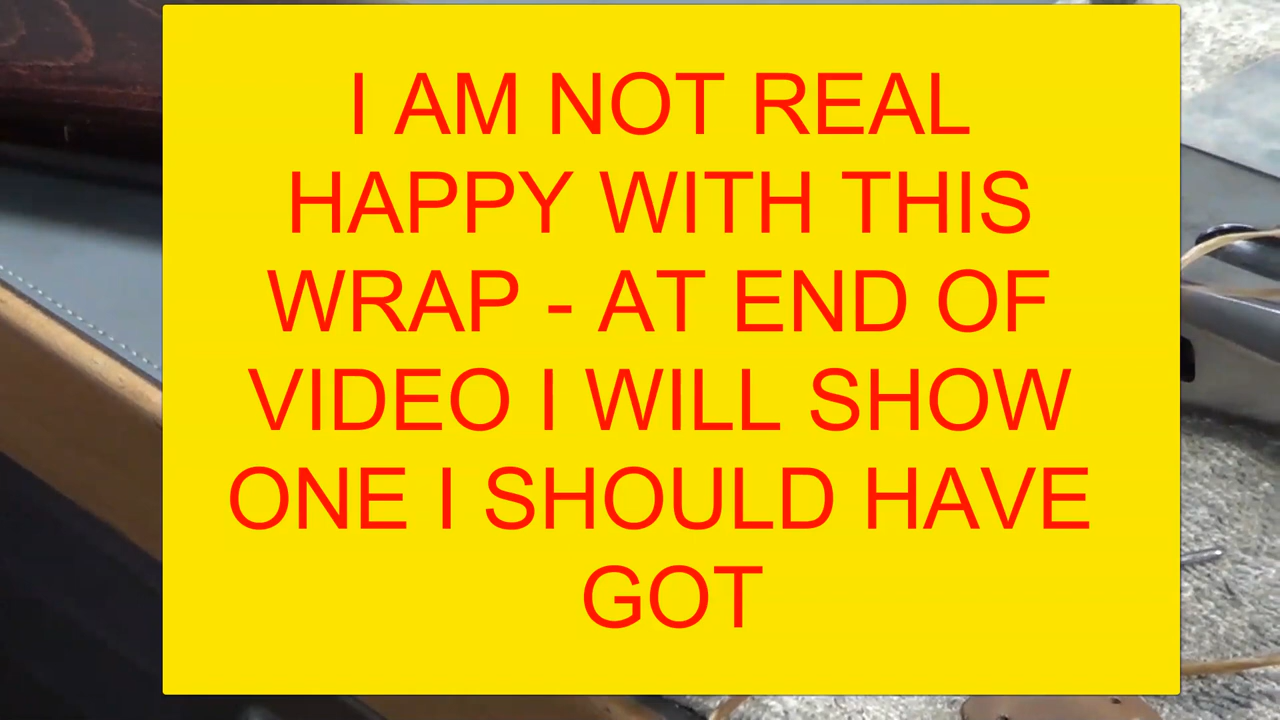 I AM NOT REAL
HAPPY WITH THIS
WRAP - AT END OF
VIDEO I WILL SHOW
ONE I SHOULD HAVE
GOT